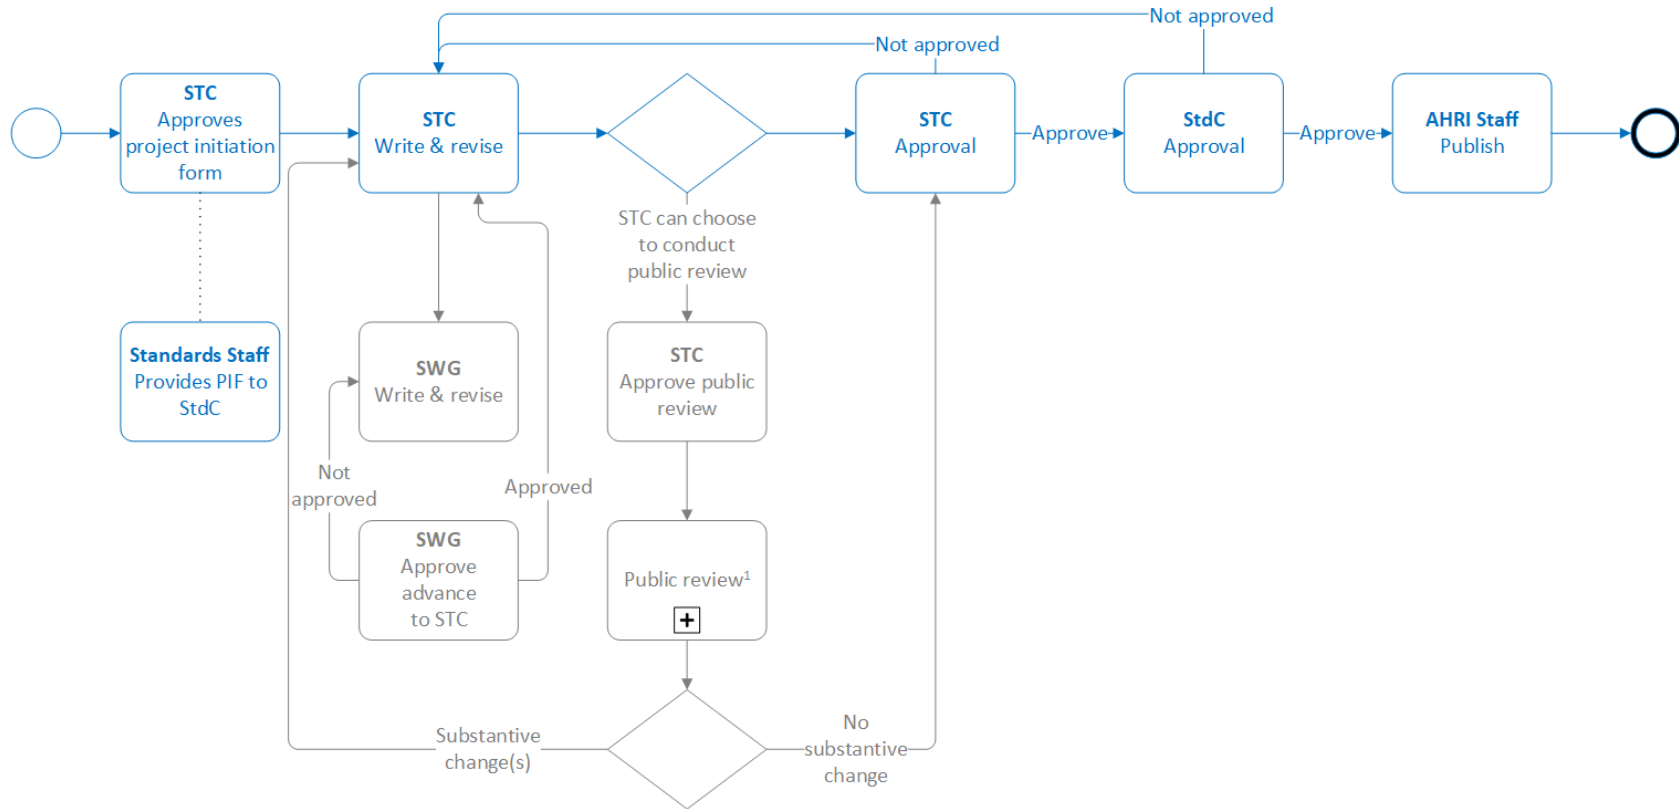 Not approved
Not approved
STC
Approves
project initiation
form
STC
Write & revise
STC
Approval
Approve
StdC
Approval
Approve
AHRI Staff
Publish
STC can choose
to conduct
public review
Standards Staff
Provides PIF to
StdC
SWG
Write & revise
STC
Approve public
review
Not
approved
Approved
SWG
Approve
advance
to STC
Public review¹
Substantive
change(s)
No
substantive
change